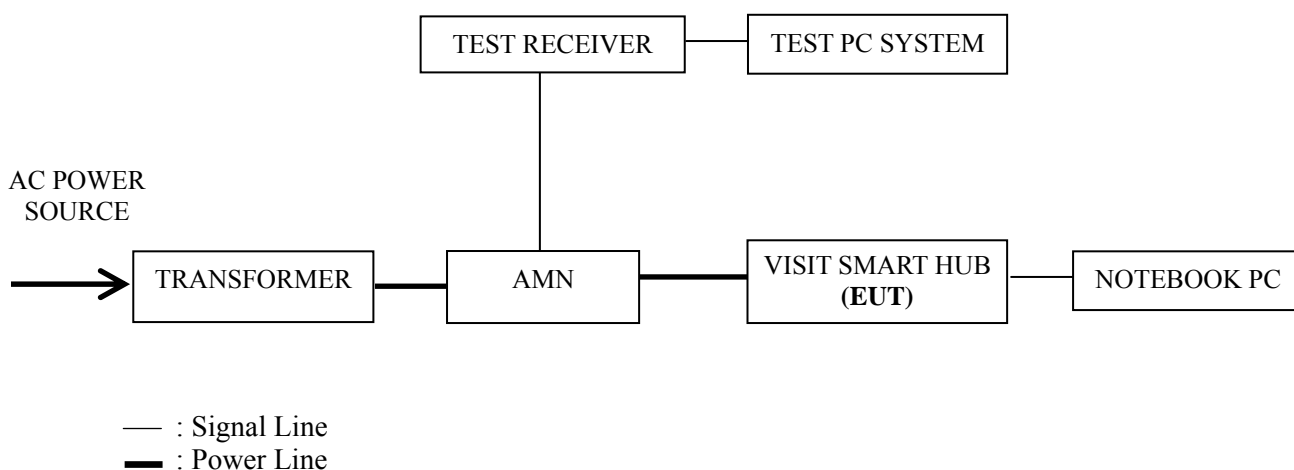 TEST RECEIVER
TEST PC SYSTEM
AC POWER
SOURCE
TRANSFORMER
AMN
VISIT SMART HUB
(EUT)
NOTEBOOK PC
: Signal Line
: Power Line